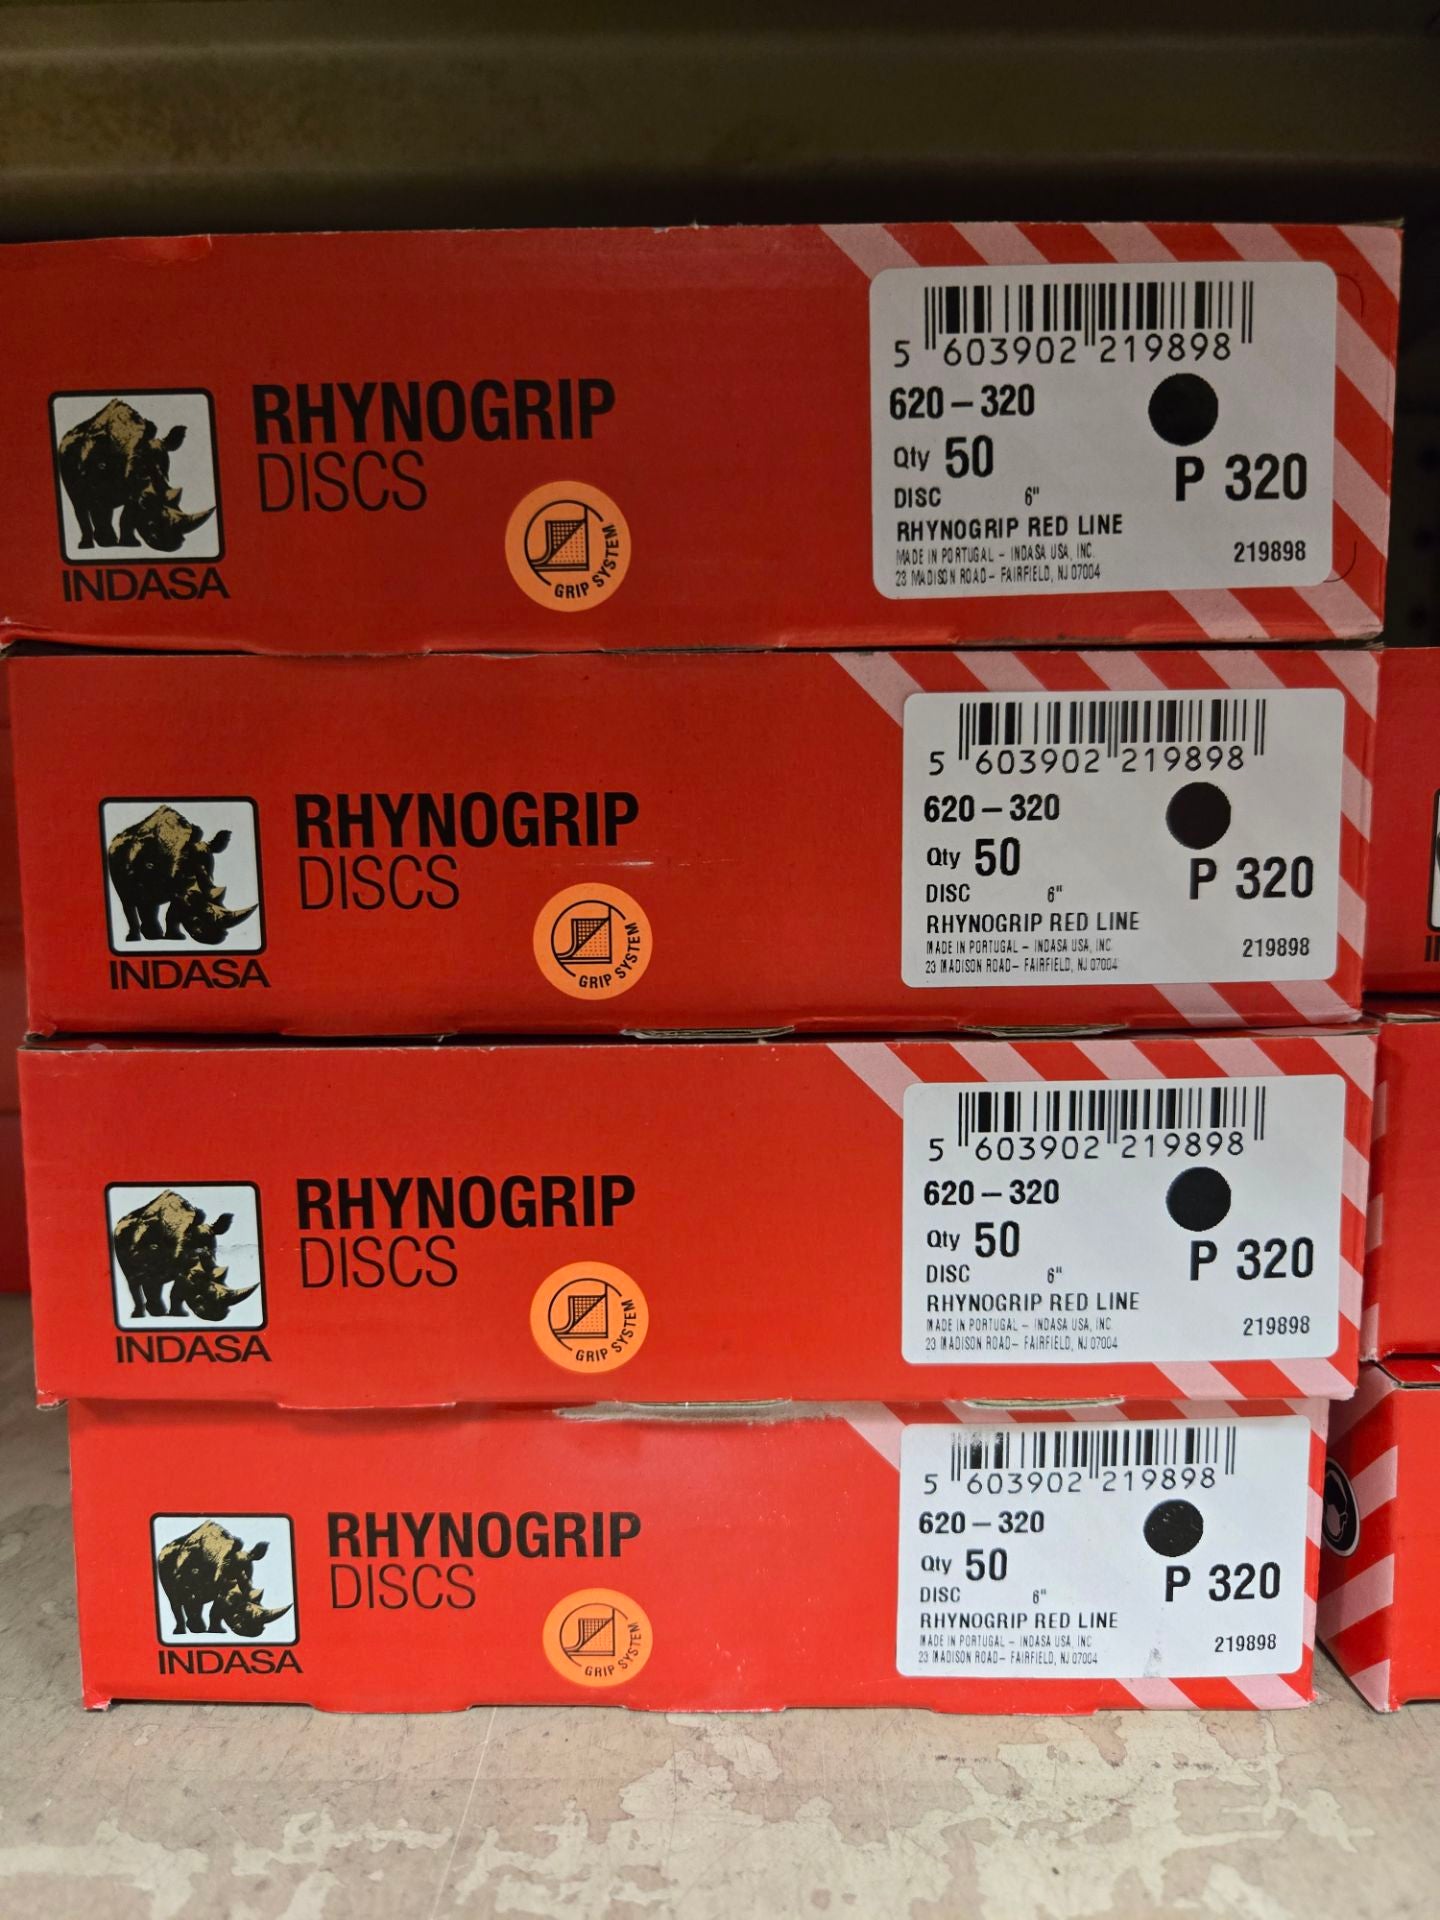 RHYNOGRIP
DISCS
INDASA
GRIP SYSTEM
5 603902 219898
620-320
Qty 50
DISC 6"
P 320
RHYNOGRIP RED LINE
MADE IN PORTUGAL - INDASA USA, INC.
23 MADISON ROAD- FAIRFIELD, NJ 07004
219898
RHYNOGRIP
DISCS
INDASA
GRIP SYSTEM
5 603902 219898
620-320
Qty 50
DISC 6"
P 320
RHYNOGRIP RED LINE
MADE IN PORTUGAL - INDASA USA, INC.
23 MADISON ROAD- FAIRFIELD, NJ 07004
219898
RHYNOGRIP
DISCS
INDASA
GRIP SYSTEM
5 603902 219898
620-320
Qty 50
DISC 6"
P 320
RHYNOGRIP RED LINE
MADE IN PORTUGAL - INDASA USA, INC.
23 MADISON ROAD- FAIRFIELD, NJ 07004
219898
RHYNOGRIP
DISCS
INDASA
GRIP SYSTEM
5 603902 219898
620-320
Qty 50
DISC 6"
P 320
RHYNOGRIP RED LINE
MADE IN PORTUGAL - INDASA USA, INC.
23 MADISON ROAD- FAIRFIELD, NJ 07004
219898